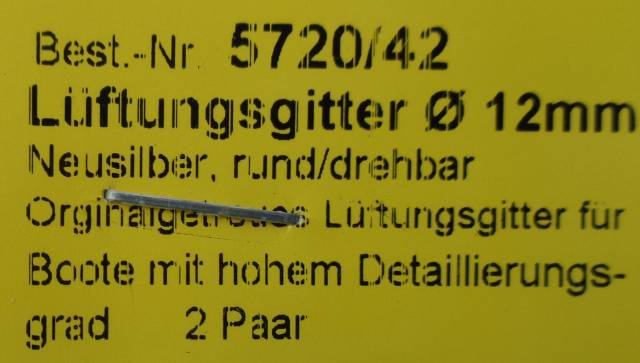 Best.-Nr. 5720/42
Lüftungsgitter Ø 12mm
Neusilber, rund/drehbar
Orginalgetreues Lüftungsgitter für
Boote mit hohem Detaillierungs-
grad 2 Paar